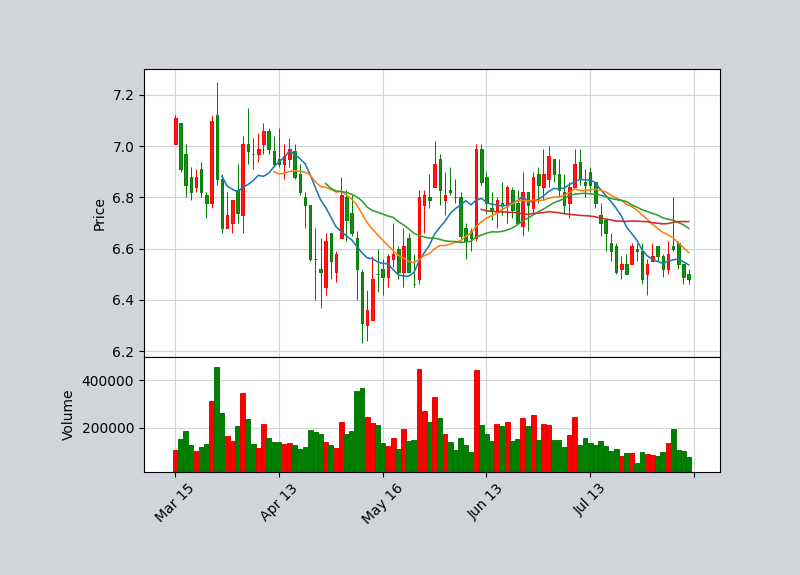 7.2
7.0
6.8
6.6
6.4
6.2
Price
400000
200000
Volume
Mar 15
Apr 13
May 16
Jun 13
Jul 13